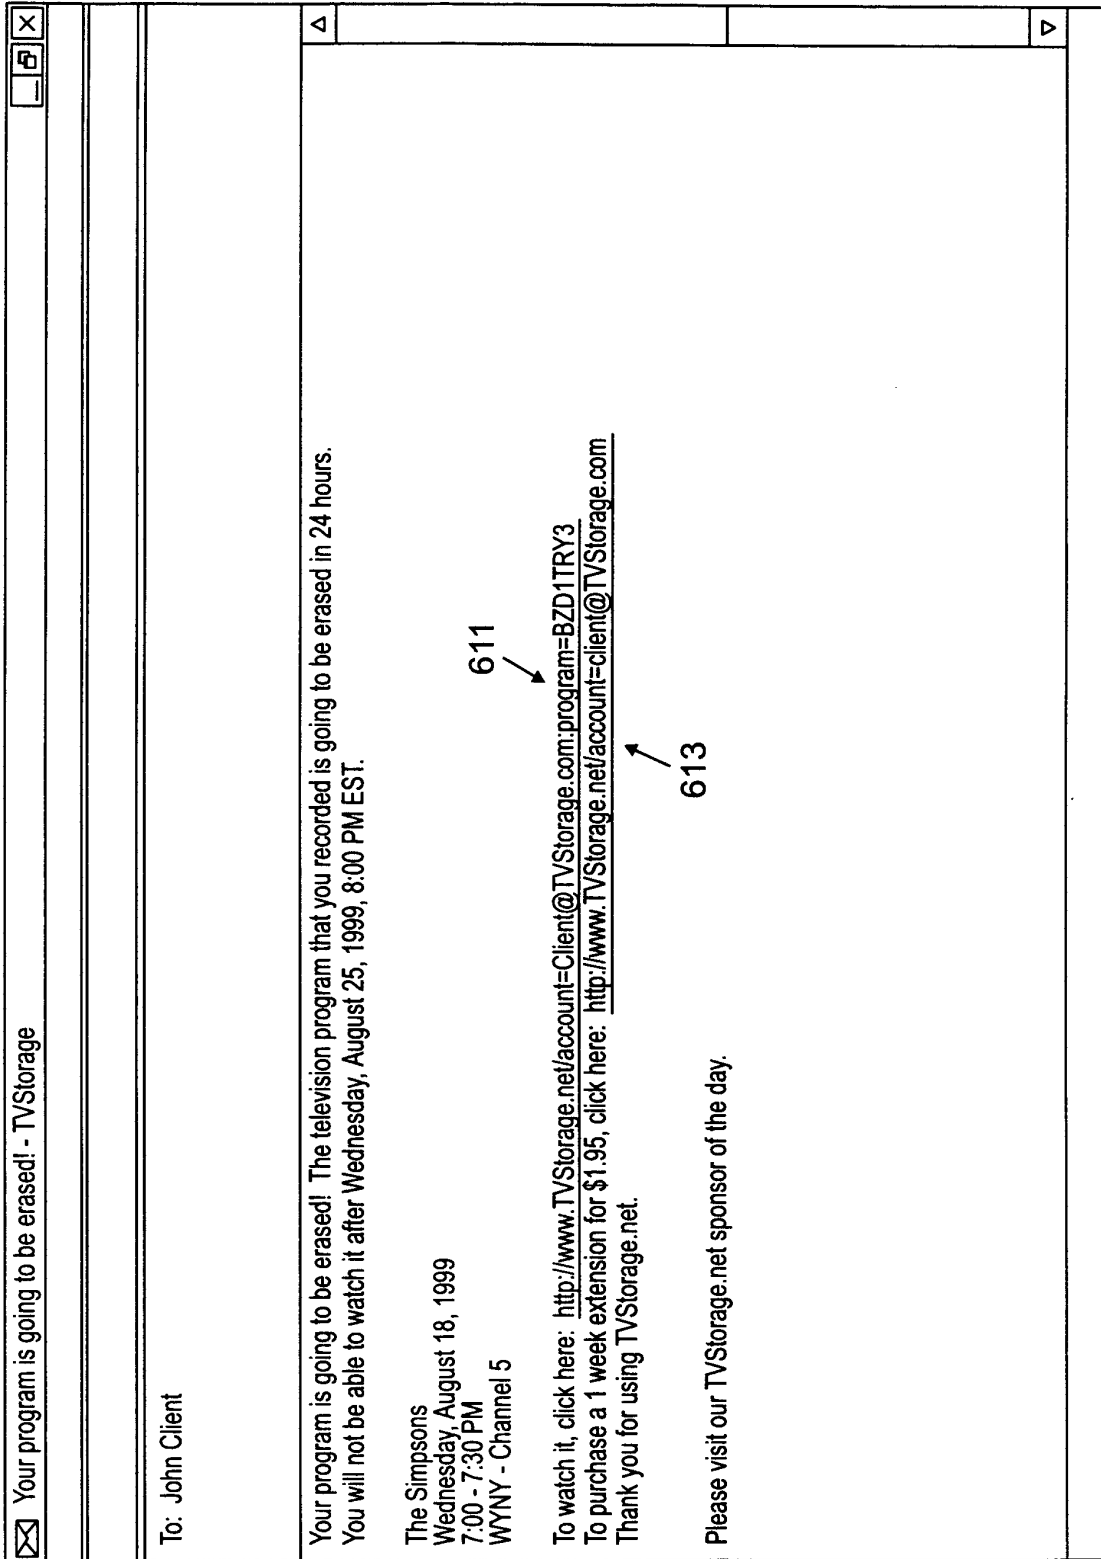 Your program is going to be erased! - TVStorage
To: John Client
Your program is going to be erased! The television program that you recorded is going to be erased in 24 hours.
You will not be able to watch it after Wednesday, August 25, 1999, 8:00 PM EST.
The Simpsons
Wednesday, August 18, 1999
7:00 - 7:30 PM
WYNY - Channel 5
611
To watch it, click here: http://www.TVStorage.net/account=Client@TVStorage.com:program=BZD1TRY3
To purchase a 1 week extension for $1.95, click here: http://www.TVStorage.net/account=client@TVStorage.com
Thank you for using TVStorage.net.
613
Please visit our TVStorage.net sponsor of the day.